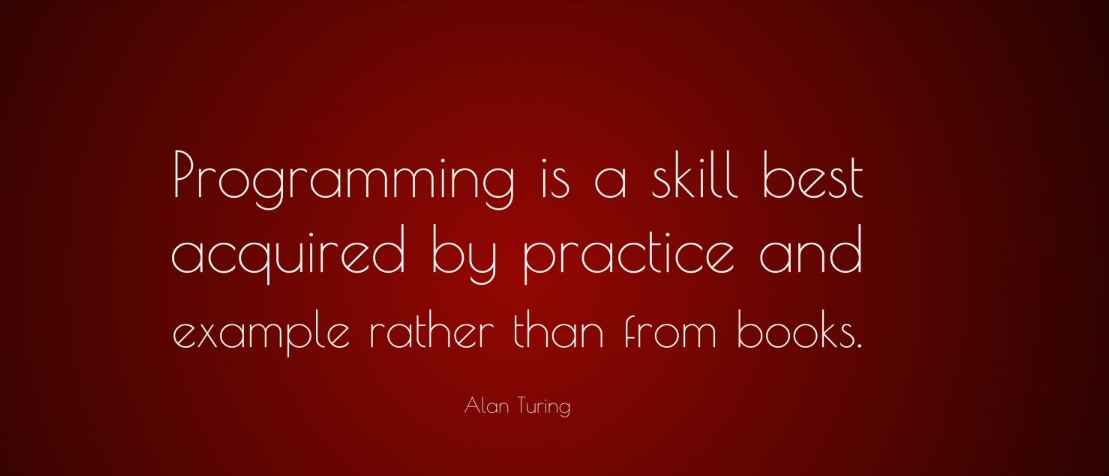 Programming is a skill best
acquired by practice and
example rather than from books.
Alan Turing